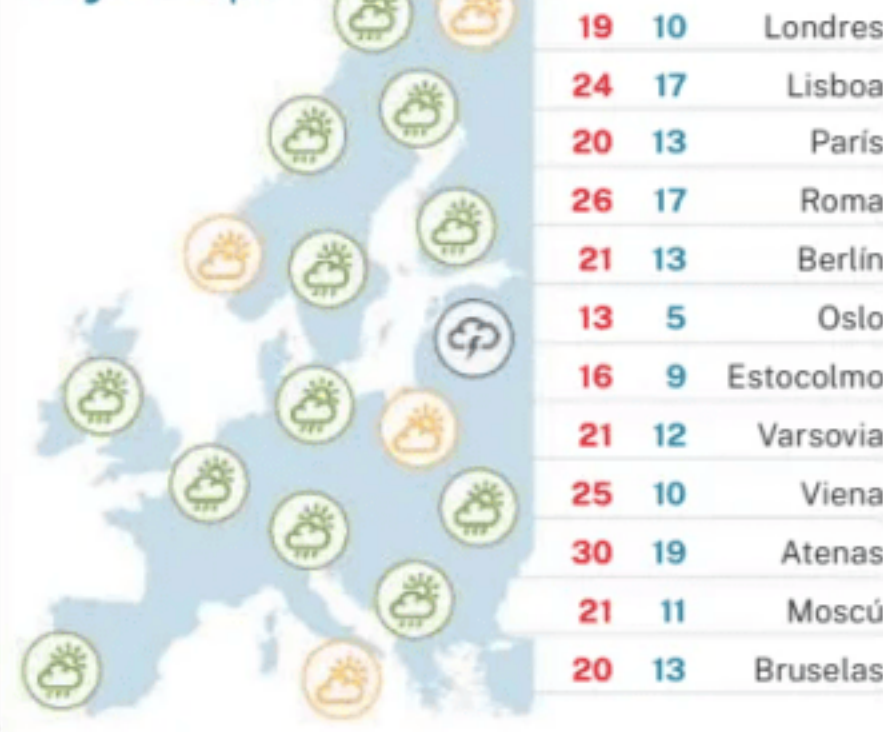 19 10 Londres
24 17 Lisboa
20 13 París
26 17 Roma
21 13 Berlín
13 5 Oslo
16 9 Estocolmo
21 12 Varsovia
25 10 Viena
30 19 Atenas
21 11 Moscú
20 13 Bruselas